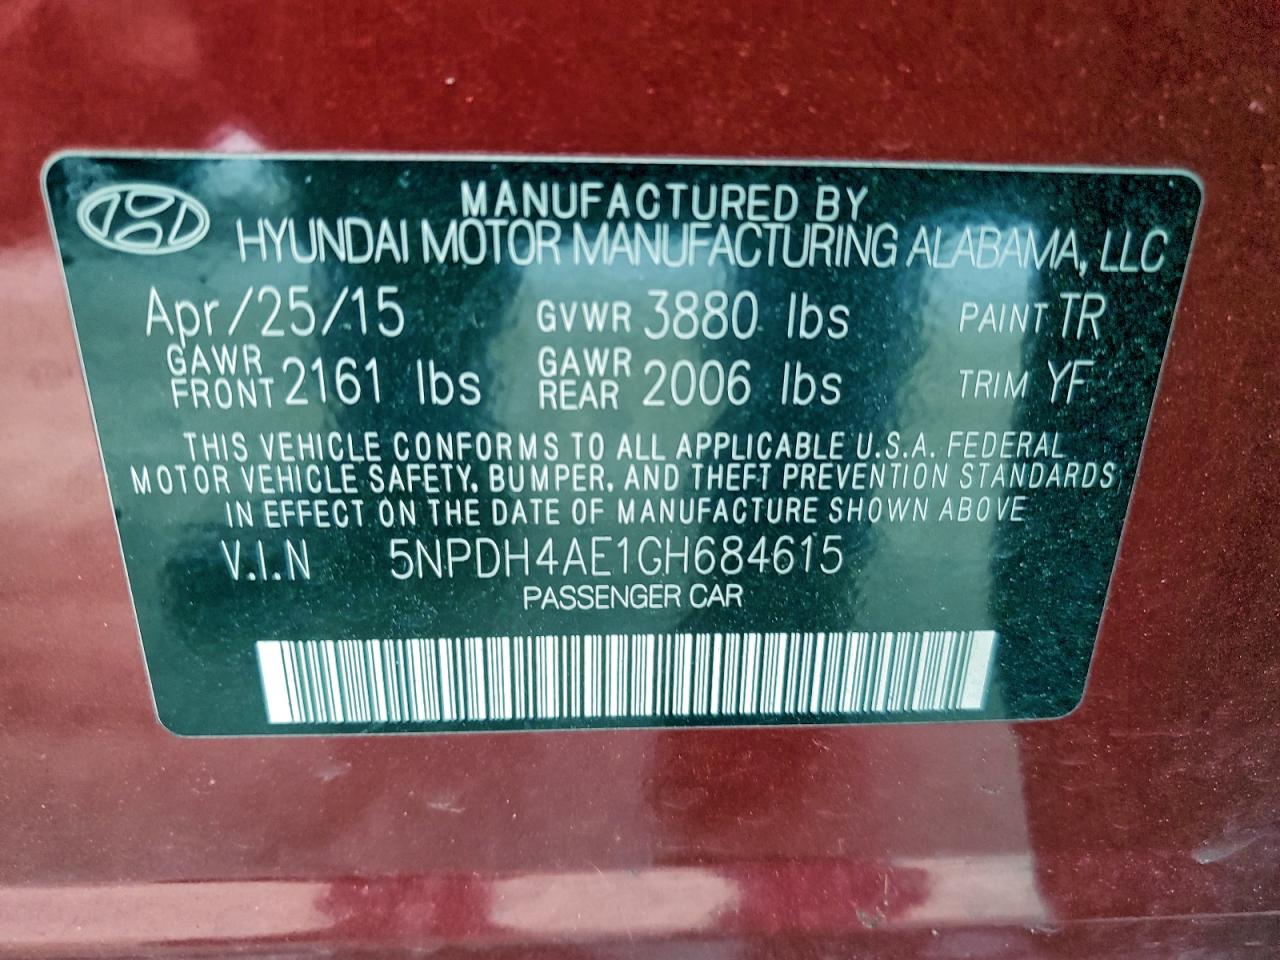 MANUFACTURED BY
HYUNDAI MOTOR MANUFACTURING ALABAMA, LLC
Apr/25/15 GVWR 3880 lbs PAINT TR
GAWR FRONT 2161 lbs GAWR REAR 2006 lbs TRIM YF
THIS VEHICLE CONFORMS TO ALL APPLICABLE U.S.A. FEDERAL
MOTOR VEHICLE SAFETY, BUMPER, AND THEFT PREVENTION STANDARDS
IN EFFECT ON THE DATE OF MANUFACTURE SHOWN ABOVE
V.I.N 5NPDH4AE1GH684615
PASSENGER CAR